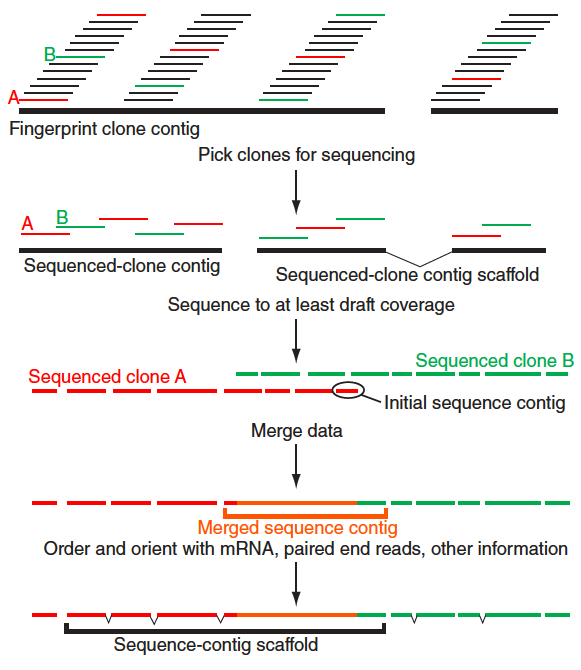 B
A
Fingerprint clone contig
Pick clones for sequencing
A
B
Sequenced-clone contig
Sequenced-clone contig scaffold
Sequence to at least draft coverage
Sequenced clone B
Sequenced clone A
Initial sequence contig
Merge data
Merged sequence contig
Order and orient with mRNA, paired end reads, other information
Sequence-contig scaffold